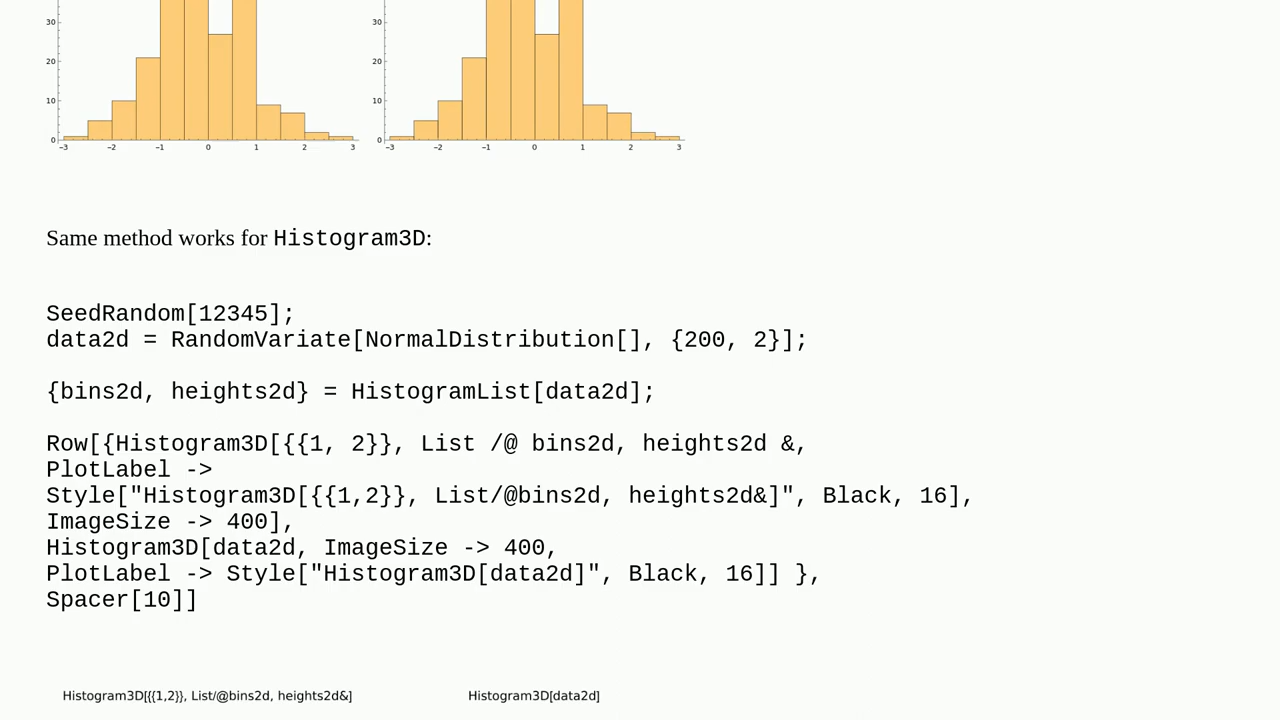 30 30
20 20
10 10
0 0
−3 −2 −1 0 1 2 3 −3 −2 −1 0 1 2 3
Same method works for Histogram3D:
SeedRandom[12345];
data2d = RandomVariate[NormalDistribution[], {200, 2}];
{bins2d, heights2d} = HistogramList[data2d];
Row[{Histogram3D[{{1, 2}}, List /@ bins2d, heights2d &,
PlotLabel ->
Style["Histogram3D[{{1,2}}, List/@bins2d, heights2d&]", Black, 16],
ImageSize -> 400],
Histogram3D[data2d, ImageSize -> 400,
PlotLabel -> Style["Histogram3D[data2d]", Black, 16]] },
Spacer[10]]
Histogram3D[{{1,2}}, List/@bins2d, heights2d&] Histogram3D[data2d]